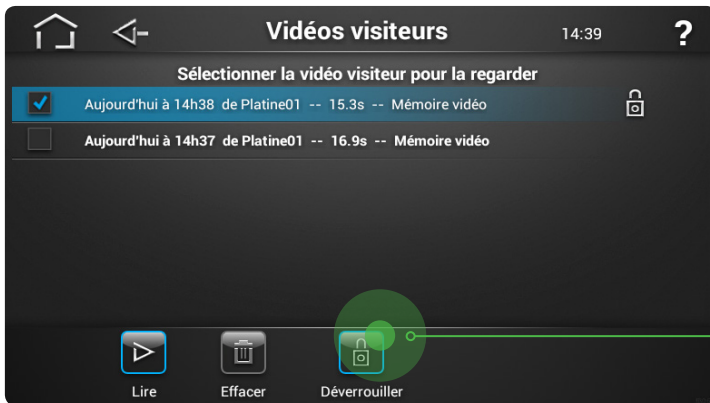 Vidéos visiteurs 14:39 ?
Sélectionner la vidéo visiteur pour la regarder
Aujourd'hui à 14h38 de Platine01 -- 15.3s -- Mémoire vidéo
Aujourd'hui à 14h37 de Platine01 -- 16.9s -- Mémoire vidéo
Lire Effacer Déverrouiller